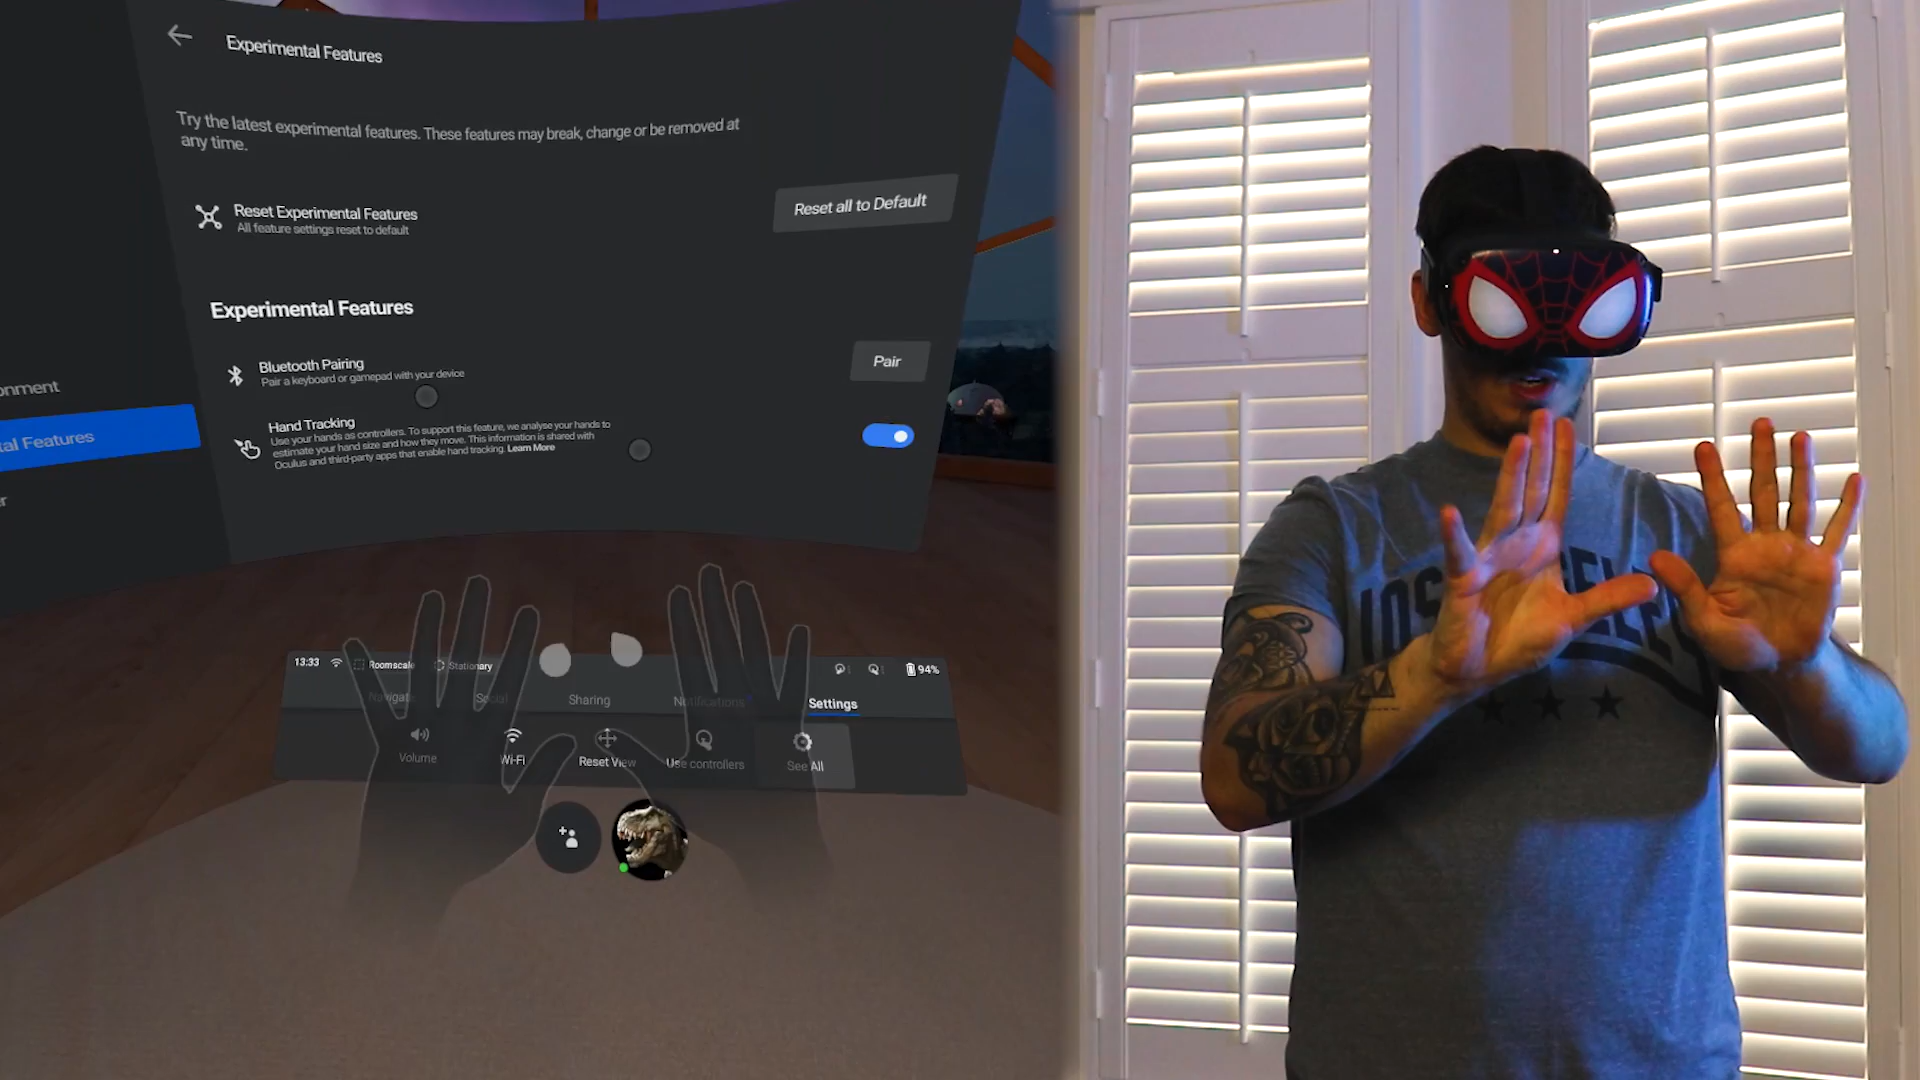 Experimental Features
Try the latest experimental features. These features may break, change or be removed at
any time.
Reset Experimental Features
All feature settings reset to default
Reset all to Default
Experimental Features
Bluetooth Pairing
Pair a keyboard or gamepad with your device
Pair
Hand Tracking
Use your hands as controllers. To support this feature, we analyse your hands to
estimate your hand size and how they move. This information is shared with
Oculus and third-party apps that enable hand tracking. Learn More
onment
al Features
r
13:33 Roomscale Stationary 94%
Navigate Social Sharing Notifications Settings
Volume Wi-Fi Reset View Use controllers See All
LOS